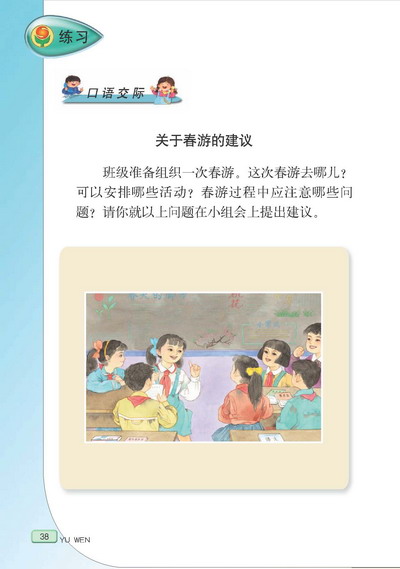 练习
口语交际
关于春游的建议
班级准备组织一次春游。这次春游去哪儿？
可以安排哪些活动？春游过程中应注意哪些问
题？请你就以上问题在小组会上提出建议。
38
YU WEN